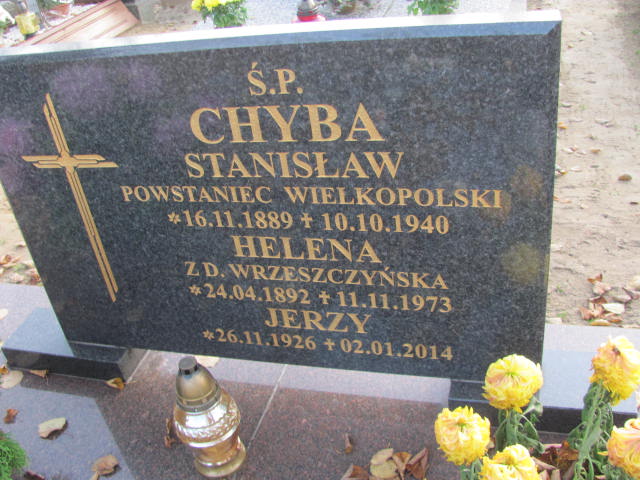 Ś.P.
CHYBA
STANISŁAW
POWSTANIEC WIELKOPOLSKI
*16.11.1889 ✝ 10.10.1940
HELENA
Z D. WRZESZCZYŃSKA
*24.04.1892 ✝ 11.11.1973
JERZY
*26.11.1926 ✝ 02.01.2014